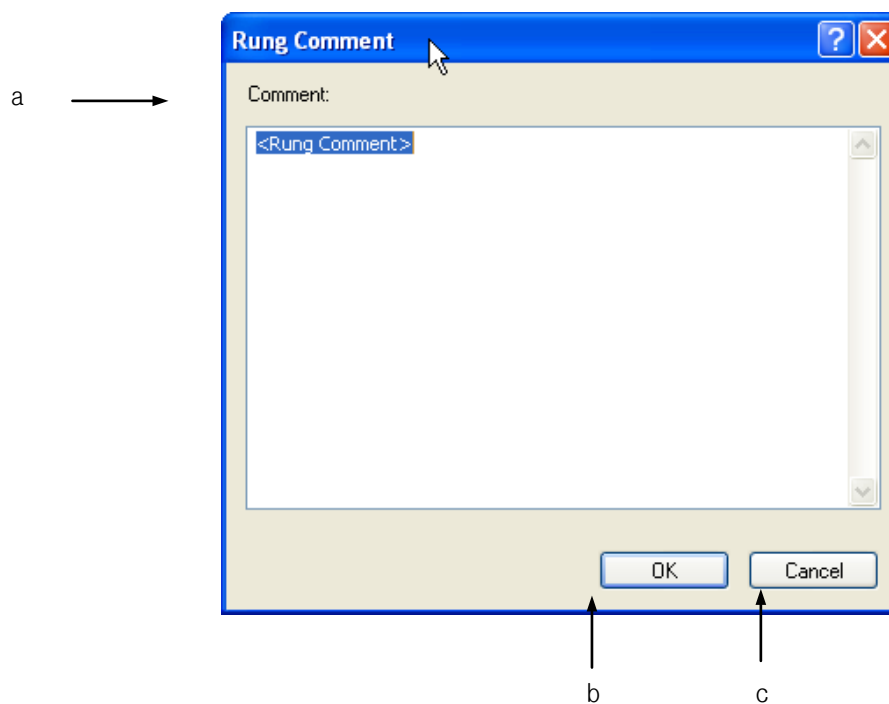 Rung Comment
a
Comment:
<Rung Comment>
OK
Cancel
b
c